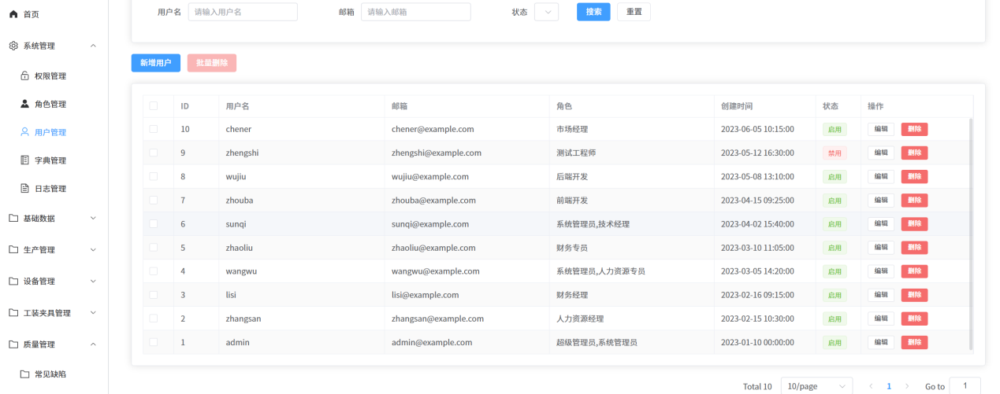 首页
系统管理
权限管理
角色管理
用户管理
字典管理
日志管理
基础数据
生产管理
设备管理
工装夹具管理
质量管理
常见缺陷
用户名 请输入用户名 邮箱 请输入邮箱 状态 搜索 重置
新增用户 批量删除
ID 用户名 邮箱 角色 创建时间 状态 操作
10 chener chener@example.com 市场经理 2023-06-05 10:15:00 启用 编辑 删除
9 zhengshi zhengshi@example.com 测试工程师 2023-05-12 16:30:00 禁用 编辑 删除
8 wujiu wujiu@example.com 后端开发 2023-05-08 13:10:00 启用 编辑 删除
7 zhouba zhouba@example.com 前端开发 2023-04-15 09:25:00 启用 编辑 删除
6 sunqi sunqi@example.com 系统管理员,技术经理 2023-04-02 15:40:00 启用 编辑 删除
5 zhaoliu zhaoliu@example.com 财务专员 2023-03-10 11:05:00 启用 编辑 删除
4 wangwu wangwu@example.com 系统管理员,人力资源专员 2023-03-05 14:20:00 启用 编辑 删除
3 lisi lisi@example.com 财务经理 2023-02-16 09:15:00 启用 编辑 删除
2 zhangsan zhangsan@example.com 人力资源经理 2023-02-15 10:30:00 启用 编辑 删除
1 admin admin@example.com 超级管理员,系统管理员 2023-01-10 00:00:00 启用 编辑 删除
Total 10 10/page 1 Go to 1